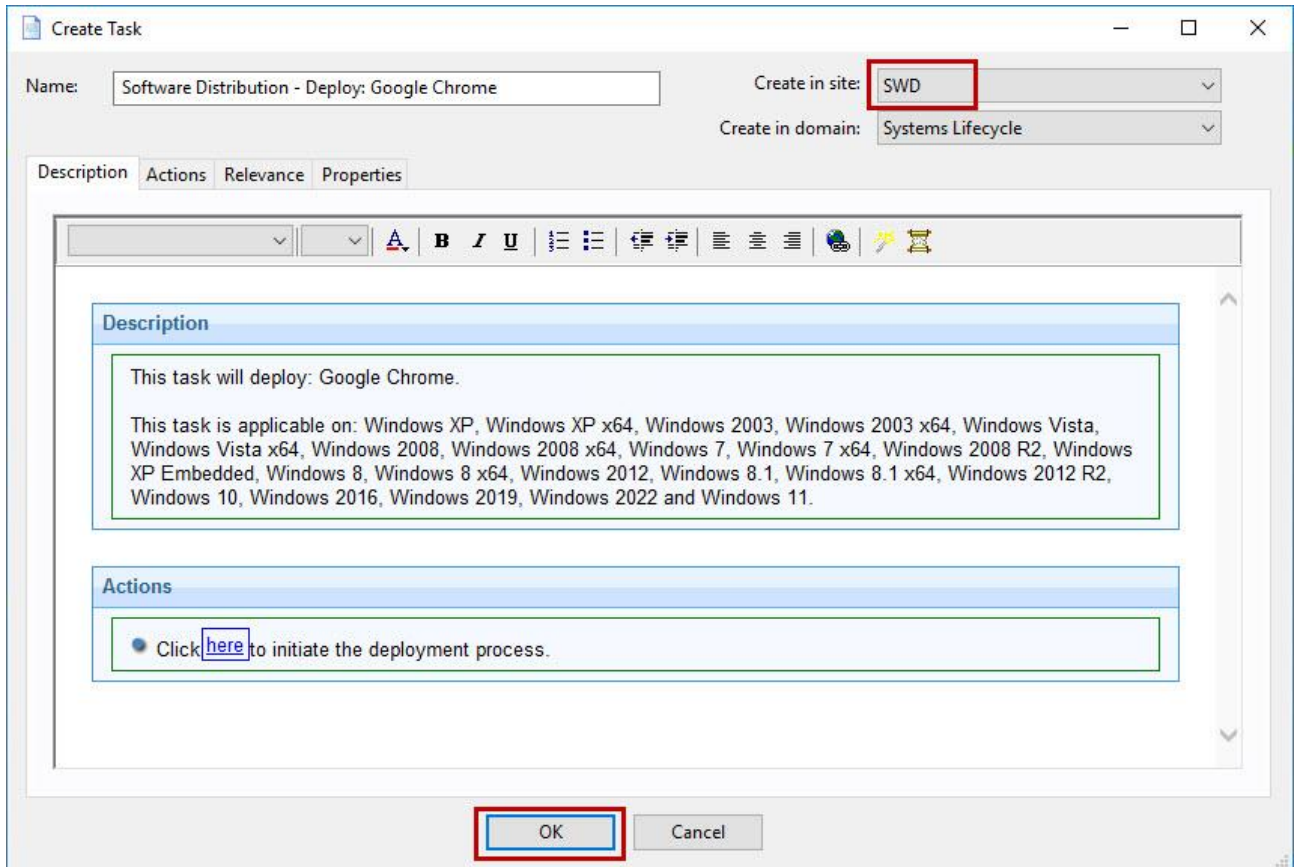 Create Task
Name: Software Distribution - Deploy: Google Chrome
Create in site: SWD
Create in domain: Systems Lifecycle
Description Actions Relevance Properties
A B I U
Description
This task will deploy: Google Chrome.
This task is applicable on: Windows XP, Windows XP x64, Windows 2003, Windows 2003 x64, Windows Vista,
Windows Vista x64, Windows 2008, Windows 2008 x64, Windows 7, Windows 7 x64, Windows 2008 R2, Windows
XP Embedded, Windows 8, Windows 8 x64, Windows 2012, Windows 8.1, Windows 8.1 x64, Windows 2012 R2,
Windows 10, Windows 2016, Windows 2019, Windows 2022 and Windows 11.
Actions
Click here to initiate the deployment process.
OK Cancel